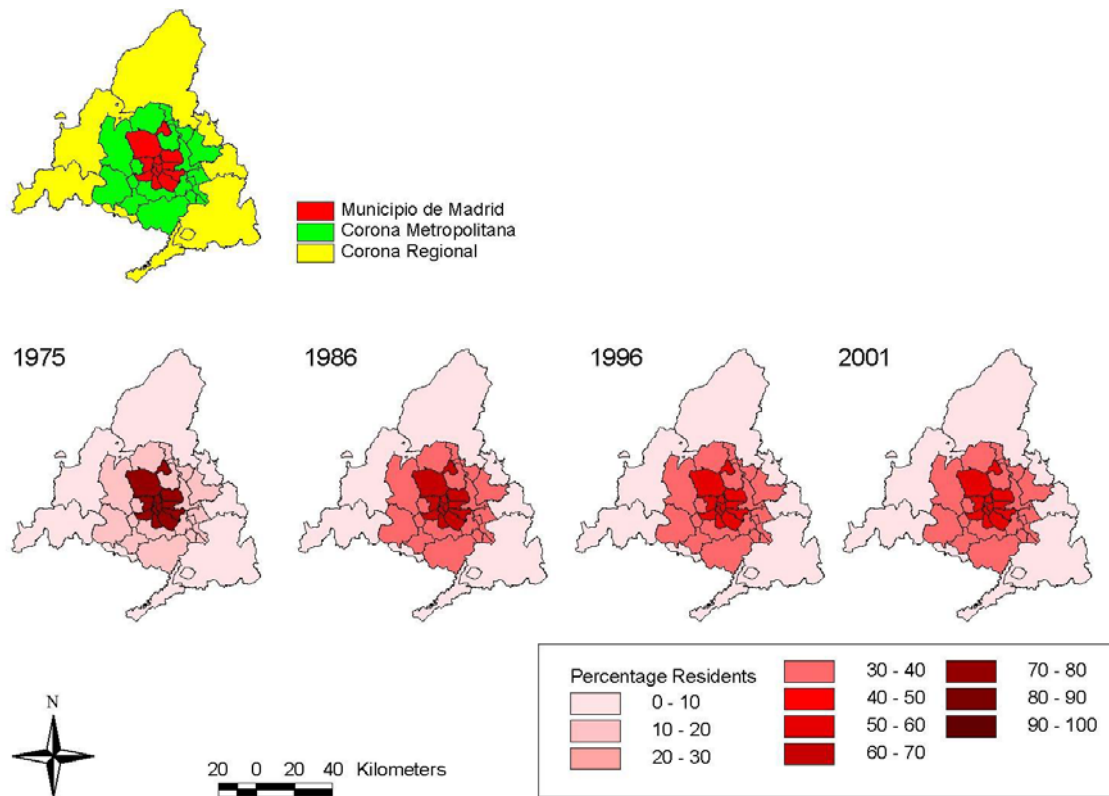 Municipio de Madrid
Corona Metropolitana
Corona Regional
1975
1986
1996
2001
Percentage Residents
0 - 10
10 - 20
20 - 30
30 - 40
40 - 50
50 - 60
60 - 70
70 - 80
80 - 90
90 - 100
N
20 0 20 40 Kilometers